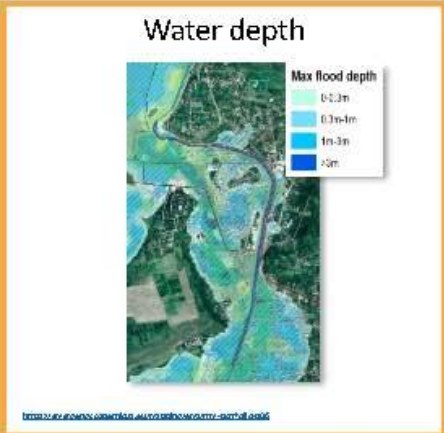 Water depth
Max flood depth
0-0.3m
0.3m-1m
1m-3m
>3m